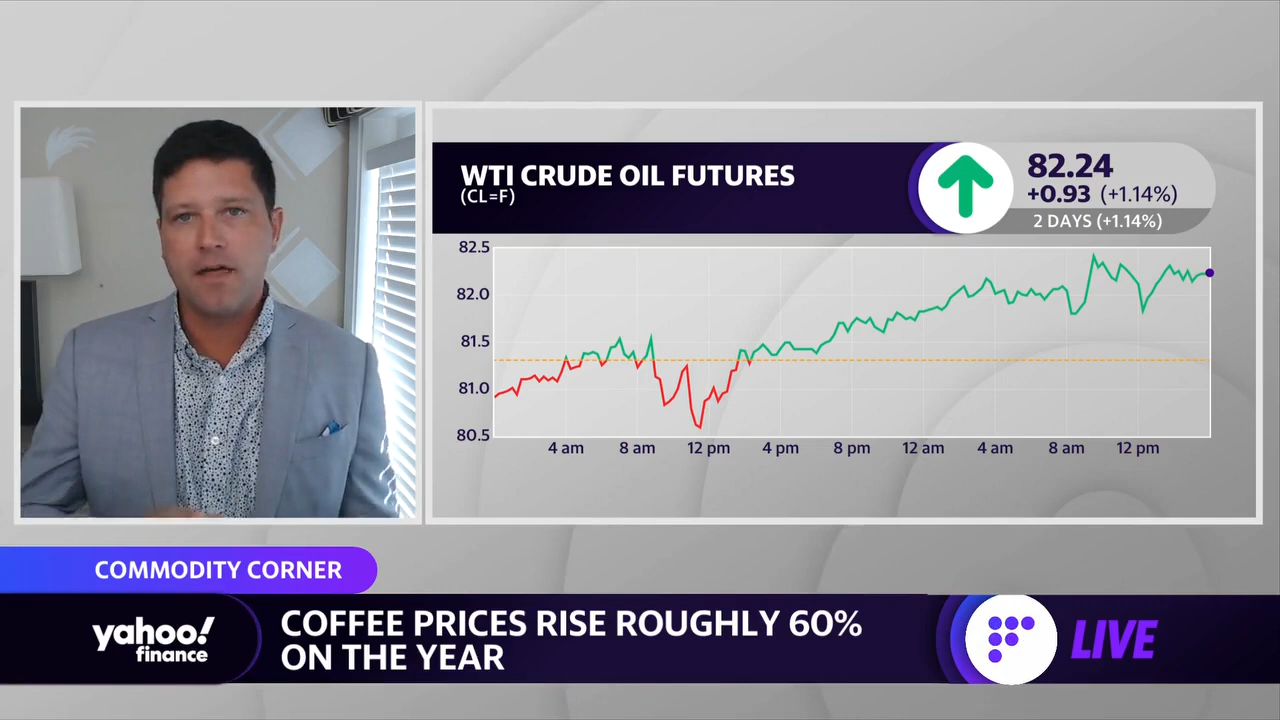 WTI CRUDE OIL FUTURES
(CL=F)
82.24
+0.93 (+1.14%)
2 DAYS (+1.14%)
82.5
82.0
81.5
81.0
80.5
4 am 8 am 12 pm 4 pm 8 pm 12 am 4 am 8 am 12 pm
COMMODITY CORNER
yahoo!
finance
COFFEE PRICES RISE ROUGHLY 60%
ON THE YEAR
LIVE